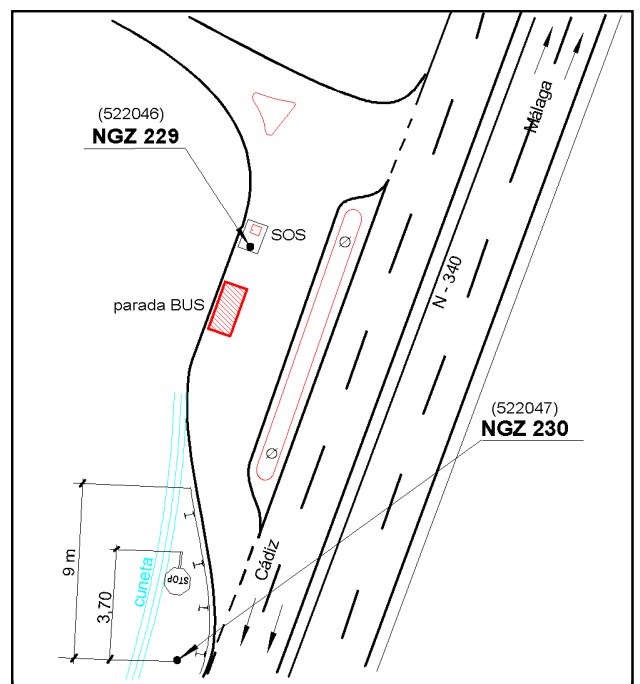 (522046)
NGZ 229
SOS
parada BUS
Málaga
N - 340
(522047)
NGZ 230
9 m
3,70
cuneta
STOP
Cádiz